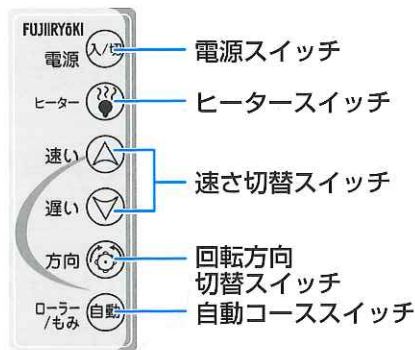 FUJIIRYōKI
電源 入/切 電源スイッチ
ヒーター ヒータースイッチ
速い
速さ切替スイッチ
遅い
方向 回転方向
切替スイッチ
ローラー
/もみ 自動 自動コーススイッチ